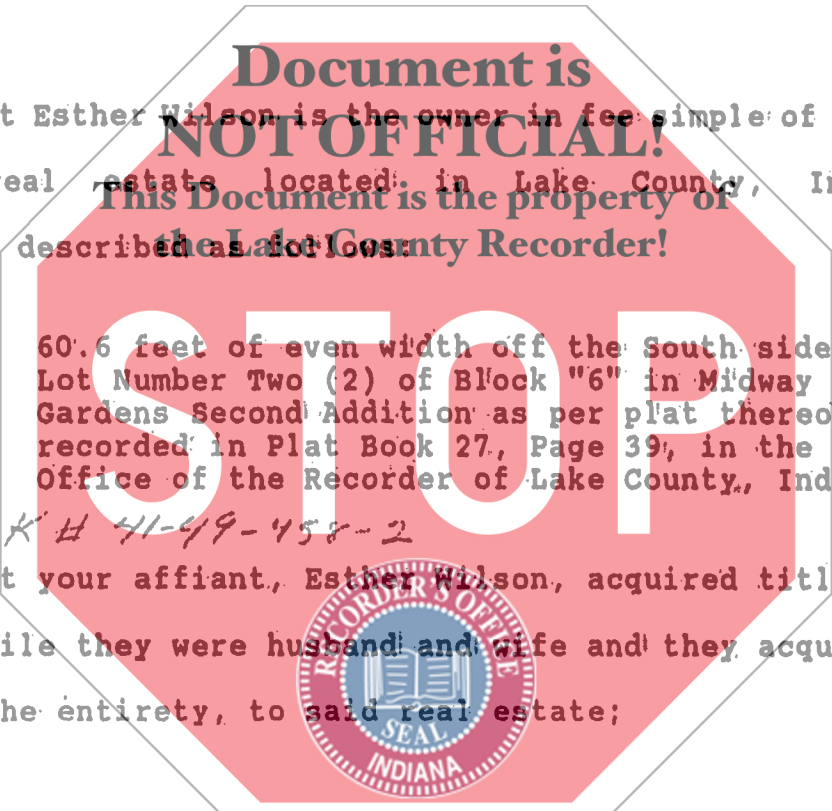 Document is
t Esther Wilson is the owner in fee simple of
NOT OFFICIAL!
eal estate located in Lake County, In
This Document is the property of
the Lake County Recorder!
described as follows:
STOP
60.6 feet of even width off the South side
Lot Number Two (2) of Block "6" in Midway
Gardens Second Addition as per plat thereo
recorded in Plat Book 27, Page 39, in the
Office of the Recorder of Lake County, Ind
K # 41-49-458-2
t your affiant, Esther Wilson, acquired titl
ile they were husband and wife and they acqu
he entirety, to said real estate;
RECORDER'S OFFICE
SEAL
INDIANA